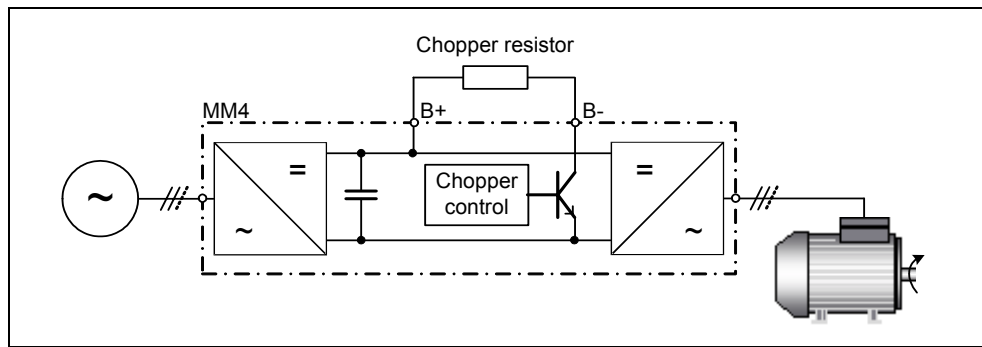 Chopper resistor
MM4
B+
B-
=
~
Chopper
control
=
~
~